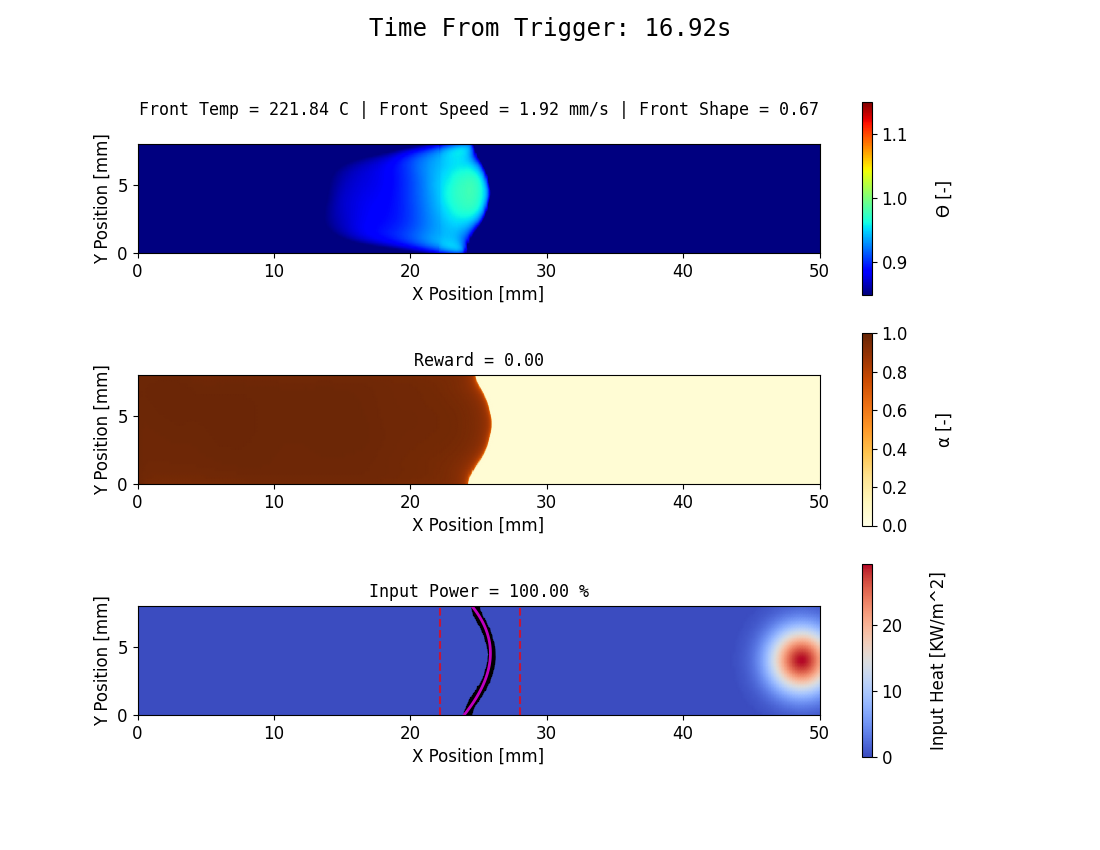 Time From Trigger: 16.92s
Front Temp = 221.84 C | Front Speed = 1.92 mm/s | Front Shape = 0.67
Y Position [mm]
5
0
0 10 20 30 40 50
X Position [mm]
1.1
1.0
0.9
Θ [-]
Reward = 0.00
Y Position [mm]
5
0
0 10 20 30 40 50
X Position [mm]
1.0
0.8
0.6
0.4
0.2
0.0
α [-]
Input Power = 100.00 %
Y Position [mm]
5
0
0 10 20 30 40 50
X Position [mm]
20
10
0
Input Heat [KW/m^2]